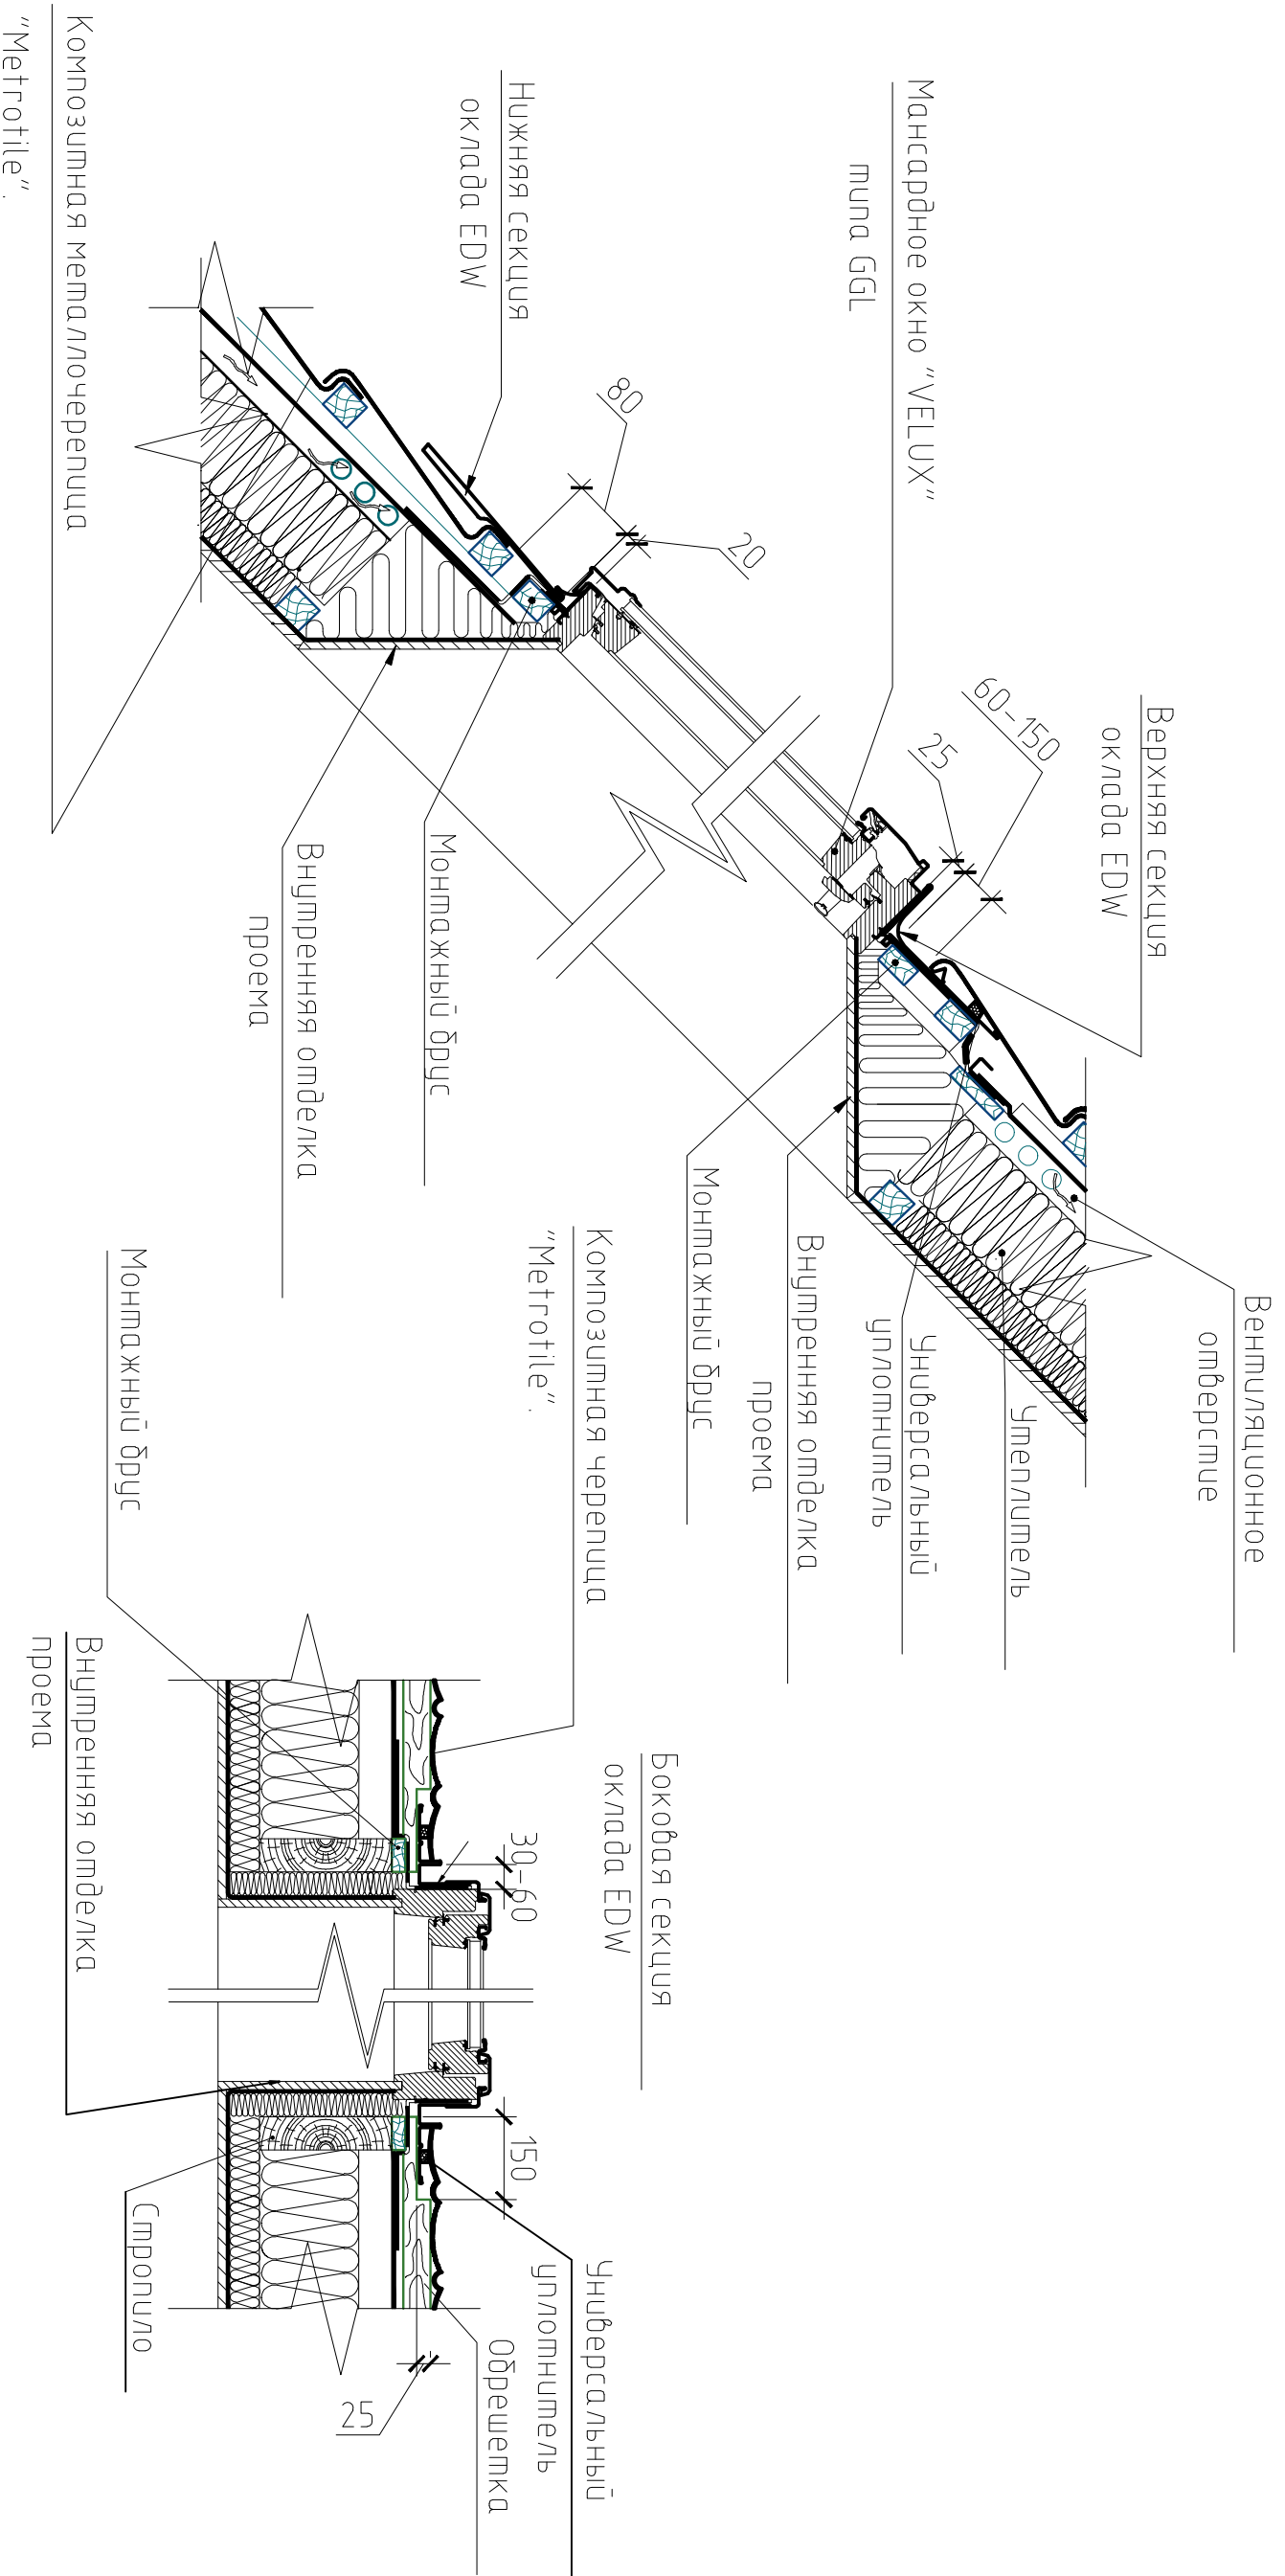 Композитная металлочерепица
"Metrotile".
Нижняя секция
оклада EDW
Мансардное окно "VELUX"
типа GGL
80
20
60-150
25
Верхняя секция
оклада EDW
Внутренняя отделка
проема
Монтажный брус
Монтажный брус
Внутренняя отделка
проема
Универсальный
уплотнитель
Утеплитель
Вентиляционное
отверстие
Монтажный брус
Композитная черепица
"Metrotile".
Внутренняя отделка
проема
Боковая секция
оклада EDW
30-60
150
Стропило
Универсальный
уплотнитель
Обрешетка
25